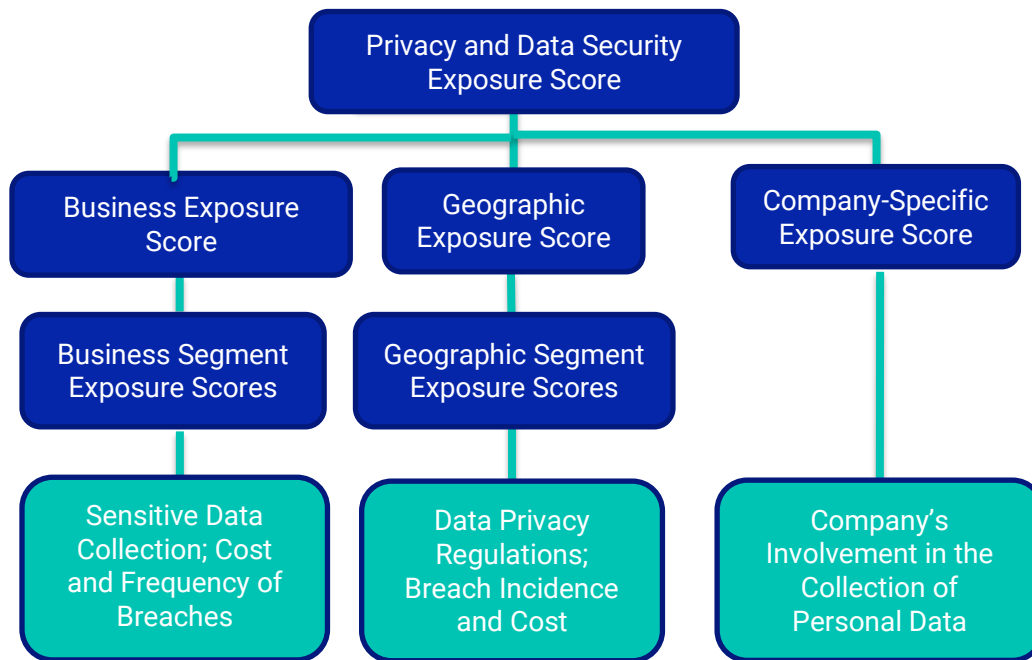 Privacy and Data Security
Exposure Score
Business Exposure
Score
Geographic
Exposure Score
Company-Specific
Exposure Score
Business Segment
Exposure Scores
Geographic Segment
Exposure Scores
Sensitive Data
Collection; Cost
and Frequency of
Breaches
Data Privacy
Regulations;
Breach Incidence
and Cost
Company’s
Involvement in the
Collection of
Personal Data